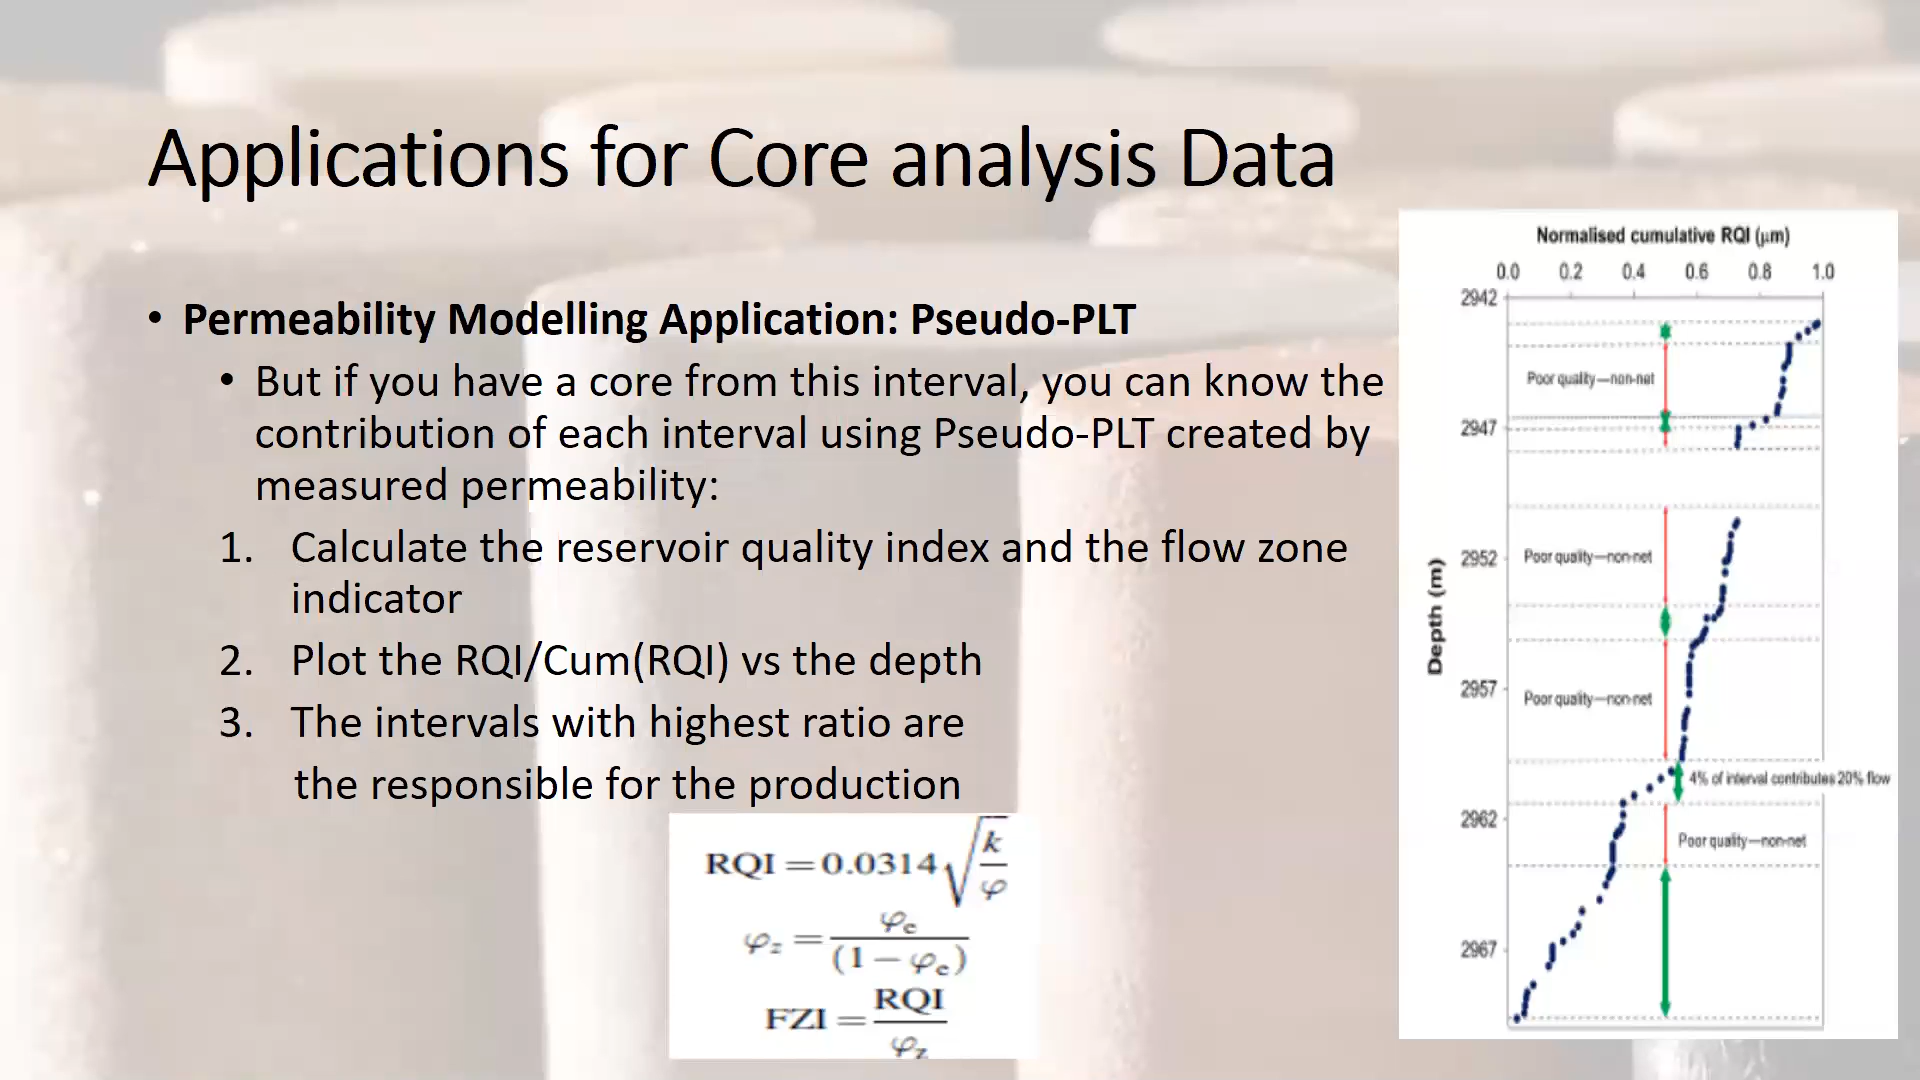 Applications for Core analysis Data
• Permeability Modelling Application: Pseudo-PLT
• But if you have a core from this interval, you can know the
contribution of each interval using Pseudo-PLT created by
measured permeability:
1. Calculate the reservoir quality index and the flow zone
indicator
2. Plot the RQI/Cum(RQI) vs the depth
3. The intervals with highest ratio are
the responsible for the production
RQI = 0.0314 √(k/φ)
φz = φe/(1 − φe)
FZI = RQI/φz
Normalised cumulative RQI (μm)
0.0 0.2 0.4 0.6 0.8 1.0
2942
Poor quality—non-net
2947
Depth (m)
2952
Poor quality—non-net
2957
Poor quality—non-net
4% of interval contributes 20% flow
2962
Poor quality—non-net
2967